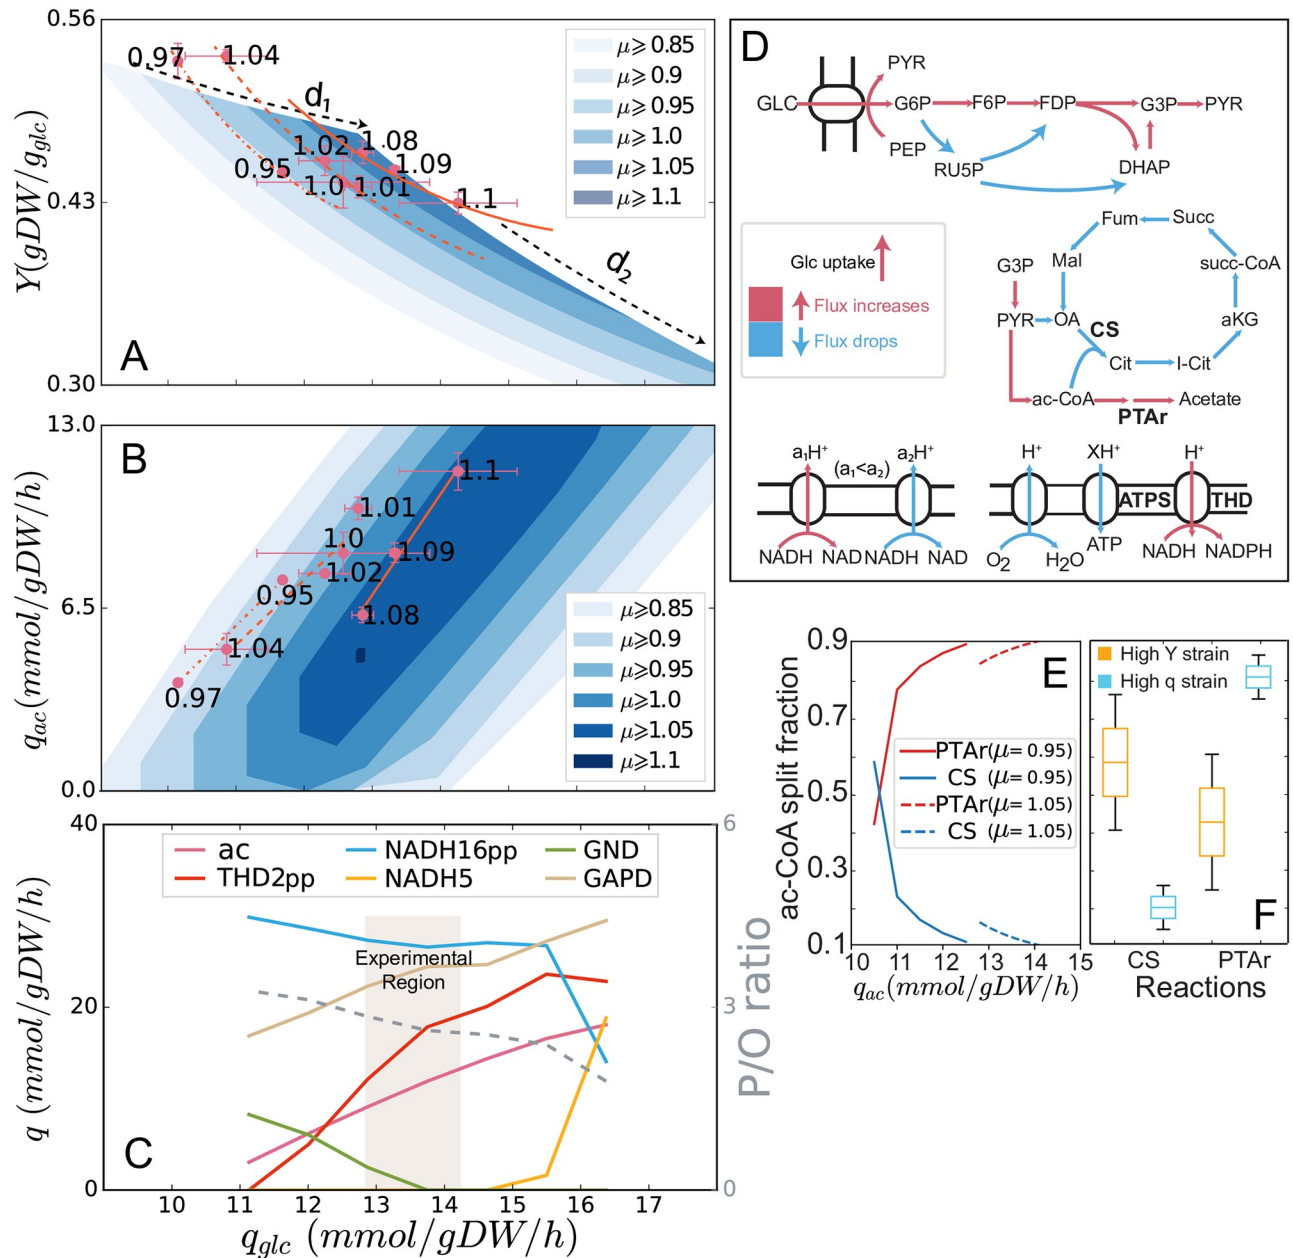 0.56
0.43
0.30
Y(gDW/g_glc)
0.97
1.04
d₁
1.02
1.08
1.09
0.95
1.0
1.01
1.1
d₂
A
μ⩾0.85
μ⩾0.9
μ⩾0.95
μ⩾1.0
μ⩾1.05
μ⩾1.1
13.0
6.5
0.0
q_ac(mmol/gDW/h)
B
1.1
1.01
1.0
1.09
1.02
0.95
1.08
1.04
0.97
μ⩾0.85
μ⩾0.9
μ⩾0.95
μ⩾1.0
μ⩾1.05
μ⩾1.1
40
20
0
q (mmol/gDW/h)
6
3
0
P/O ratio
ac
THD2pp
NADH16pp
NADH5
GND
GAPD
Experimental
Region
C
10
11
12
13
14
15
16
17
q_glc (mmol/gDW/h)
D
PYR
GLC
G6P
F6P
FDP
G3P
PYR
PEP
RU5P
DHAP
Glc uptake
Flux increases
Flux drops
Fum
Succ
Mal
succ-CoA
G3P
PYR
OA
CS
aKG
Cit
I-Cit
ac-CoA
PTAr
Acetate
a₁H⁺
(a₁<a₂)
a₂H⁺
H⁺
XH⁺
H⁺
ATPS
THD
NADH
NAD
NADH
NAD
O₂
H₂O
ATP
NADH
NADPH
0.9
0.7
0.5
0.3
0.1
ac-CoA split fraction
E
PTAr(μ= 0.95)
CS (μ= 0.95)
PTAr(μ= 1.05)
CS (μ= 1.05)
10
11
12
13
14
15
q_ac(mmol/gDW/h)
High Y strain
High q strain
F
CS
PTAr
Reactions